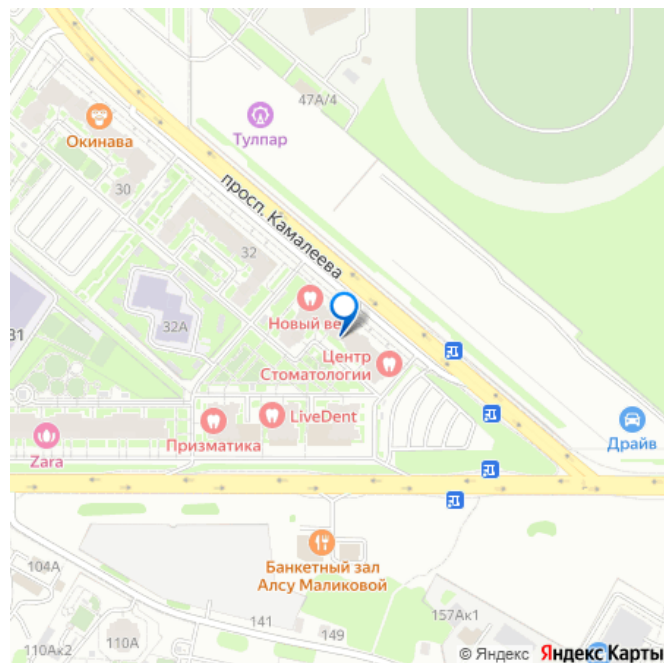 47А/4
Тулпар
Окинава
просп. Камалеева
30
32
32А
31
Новый ве
Центр
Стоматологии
LiveDent
Призматика
Zara
Драйв
Банкетный зал
Алсу Маликовой
104А
141
149
157Ак1
110А
110Ак2
© Яндекс Яндекс Карты